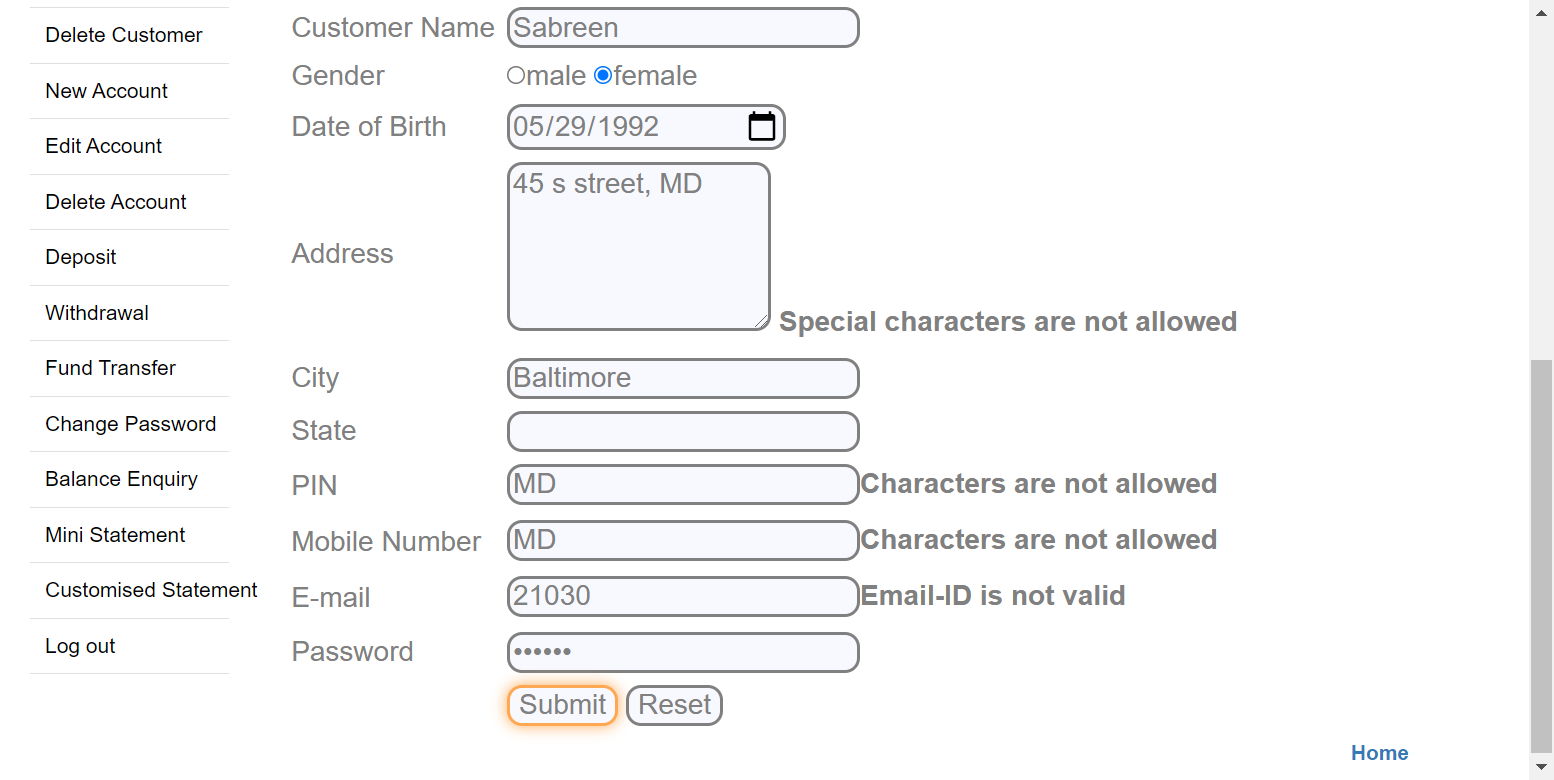 Delete Customer
New Account
Edit Account
Delete Account
Deposit
Withdrawal
Fund Transfer
Change Password
Balance Enquiry
Mini Statement
Customised Statement
Log out
Customer Name Sabreen
Gender male female
Date of Birth 05/29/1992
45 s street, MD
Address
Special characters are not allowed
City Baltimore
State
PIN MD Characters are not allowed
Mobile Number MD Characters are not allowed
E-mail 21030 Email-ID is not valid
Password ••••••
Submit Reset
Home